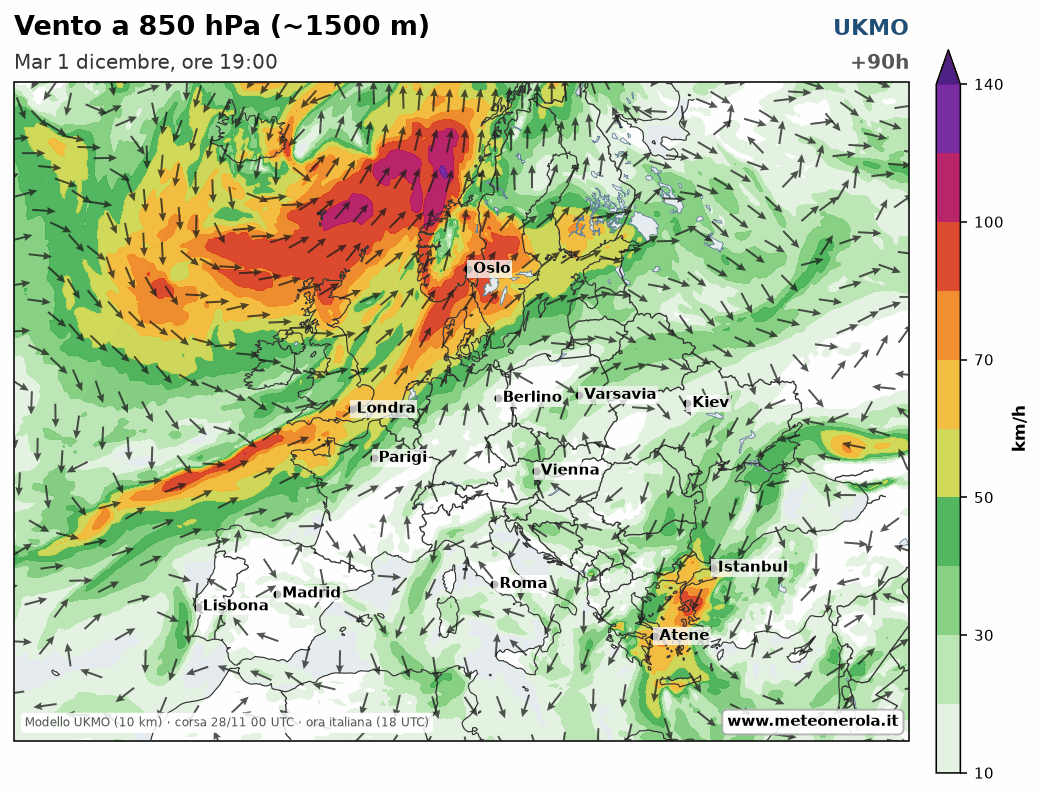 Vento a 850 hPa (~1500 m)
UKMO
Mar 1 dicembre, ore 19:00
+90h
140
100
70
50
30
10
km/h
Oslo
Berlino
Varsavia
Kiev
Londra
Parigi
Vienna
Istanbul
Roma
Madrid
Lisbona
Atene
Modello UKMO (10 km) · corsa 28/11 00 UTC · ora italiana (18 UTC)
www.meteonerola.it